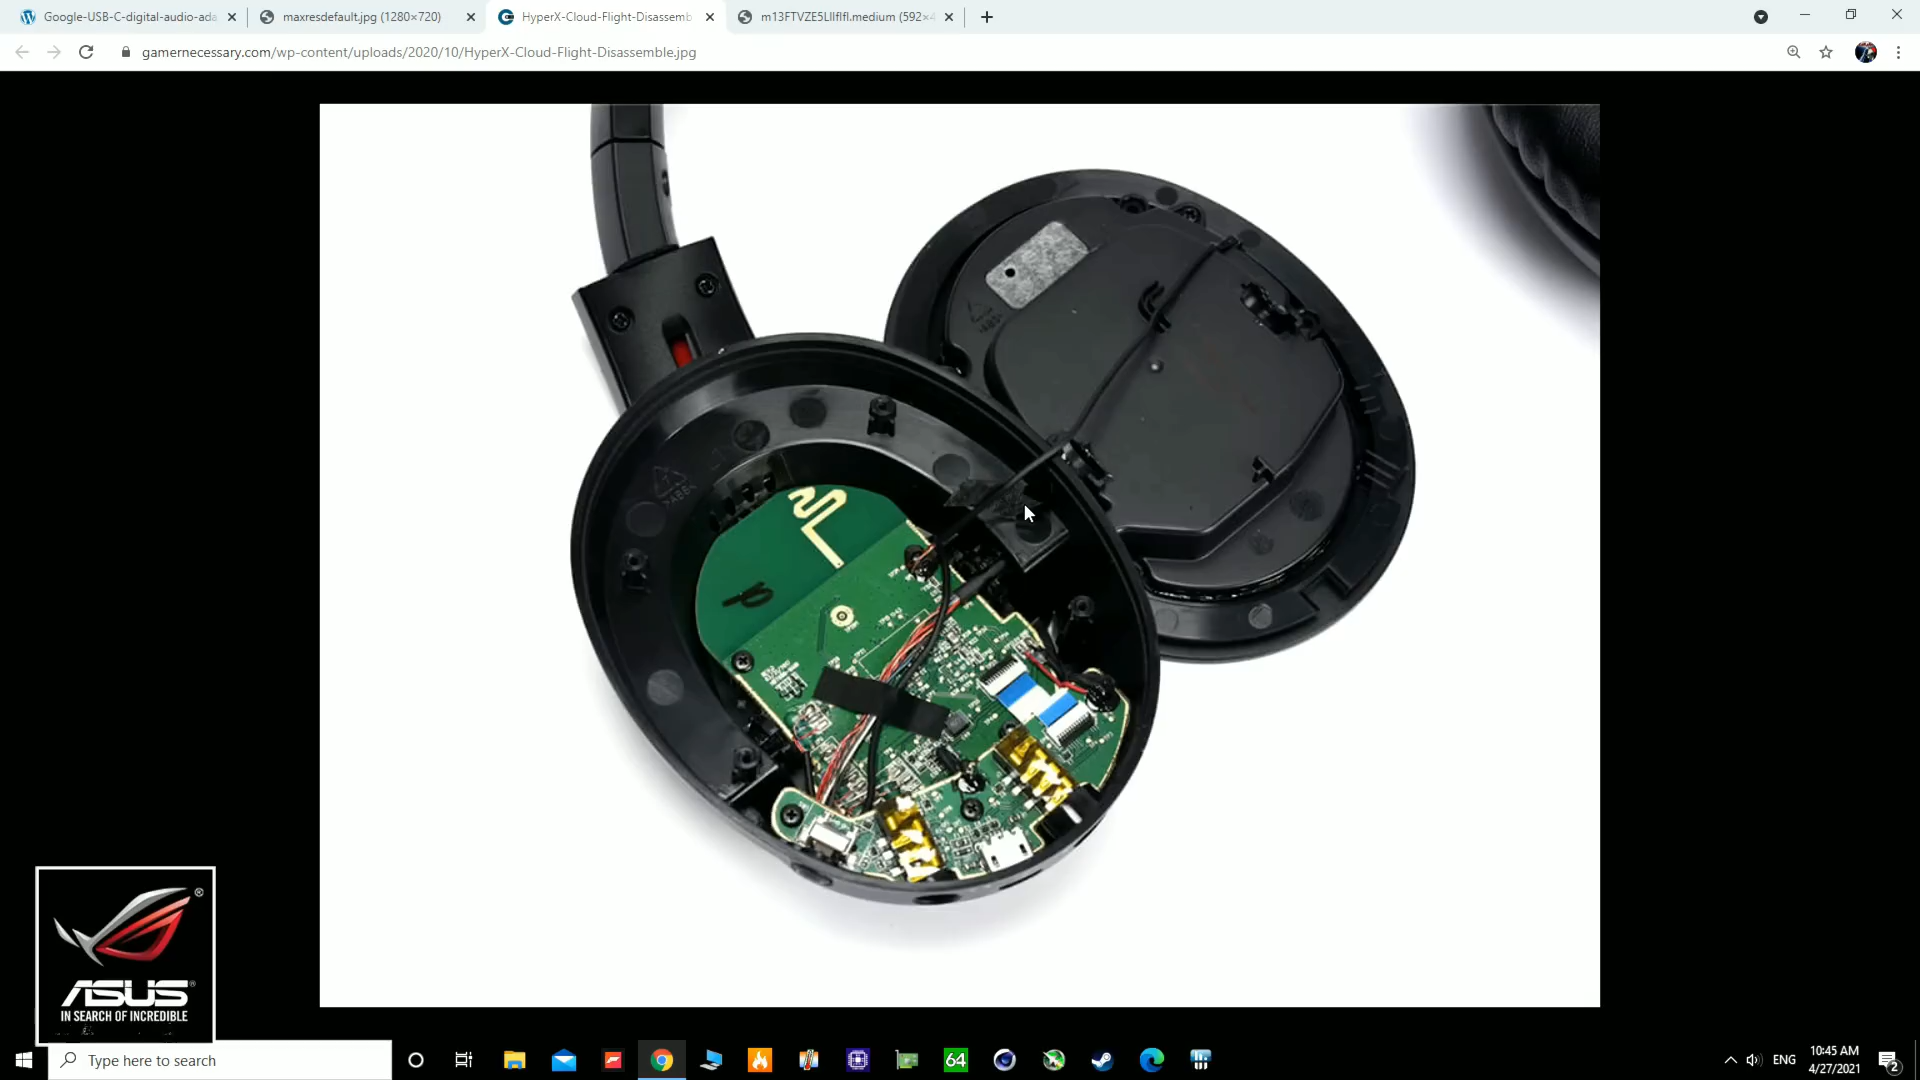 Google-USB-C-digital-audio-ada
maxresdefault.jpg (1280×720)
HyperX-Cloud-Flight-Disassemb
m13FTVZE5LIlfIfl.medium (592×4
gamernecessary.com/wp-content/uploads/2020/10/HyperX-Cloud-Flight-Disassemble.jpg
ASUS
IN SEARCH OF INCREDIBLE
Type here to search
64
ENG
10:45 AM
4/27/2021
2